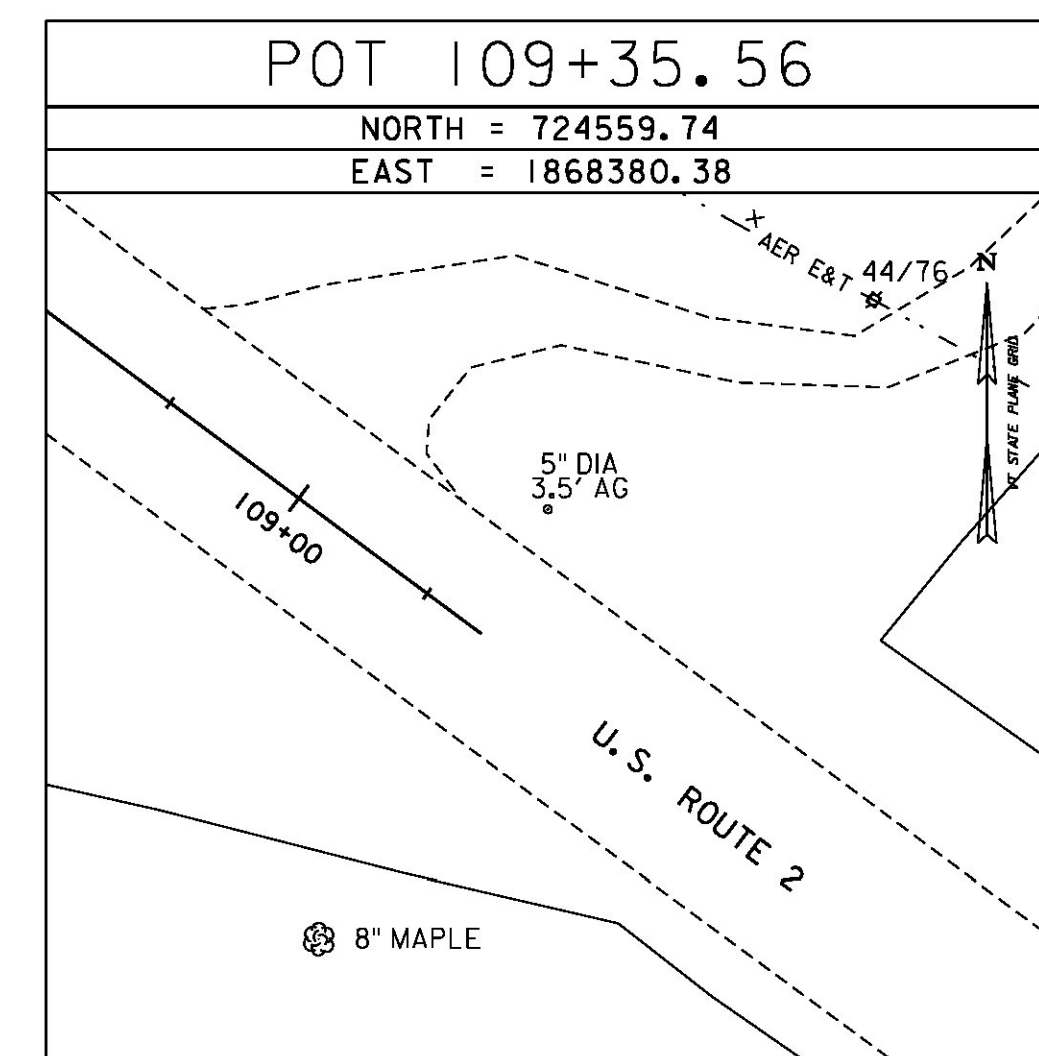 POT 109+35.56
NORTH = 724559.74
EAST = 1868380.38
X
AER E&T
44/76
N
VT STATE PLANE GRID
5" DIA
3.5' AG
109+00
U.S. ROUTE 2
8" MAPLE